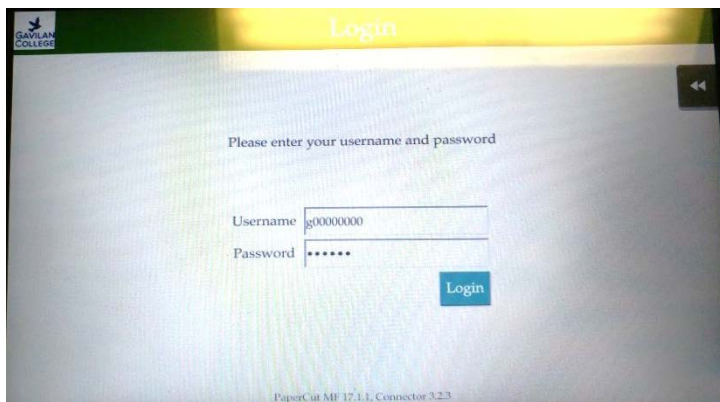 GAVILAN
COLLEGE
Login
Please enter your username and password
Username g00000000
Password ••••••
Login
PaperCut MF 17.1.1, Connector 3.2.3